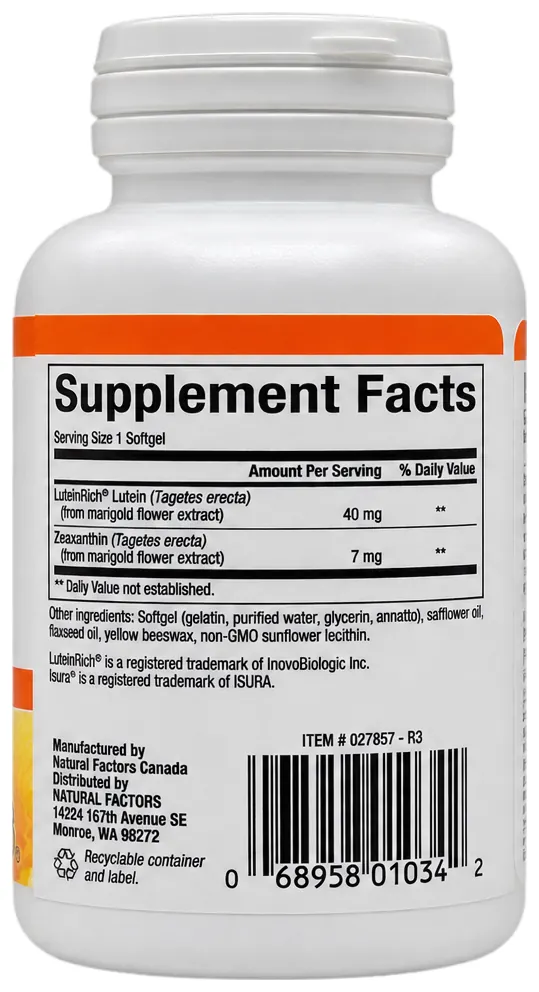 Supplement Facts
Serving Size 1 Softgel
Amount Per Serving % Daily Value
LuteinRich® Lutein (Tagetes erecta)
(from marigold flower extract) 40 mg **
Zeaxanthin (Tagetes erecta)
(from marigold flower extract) 7 mg **
** Daily Value not established.
Other ingredients: Softgel (gelatin, purified water, glycerin, annatto), safflower oil,
flaxseed oil, yellow beeswax, non-GMO sunflower lecithin.
LuteinRich® is a registered trademark of InovoBiologic Inc.
Isura® is a registered trademark of ISURA.
Manufactured by
Natural Factors Canada
Distributed by
NATURAL FACTORS
14224 167th Avenue SE
Monroe, WA 98272
Recyclable container
and label.
ITEM # 027857 - R3
0 68958 01034 2